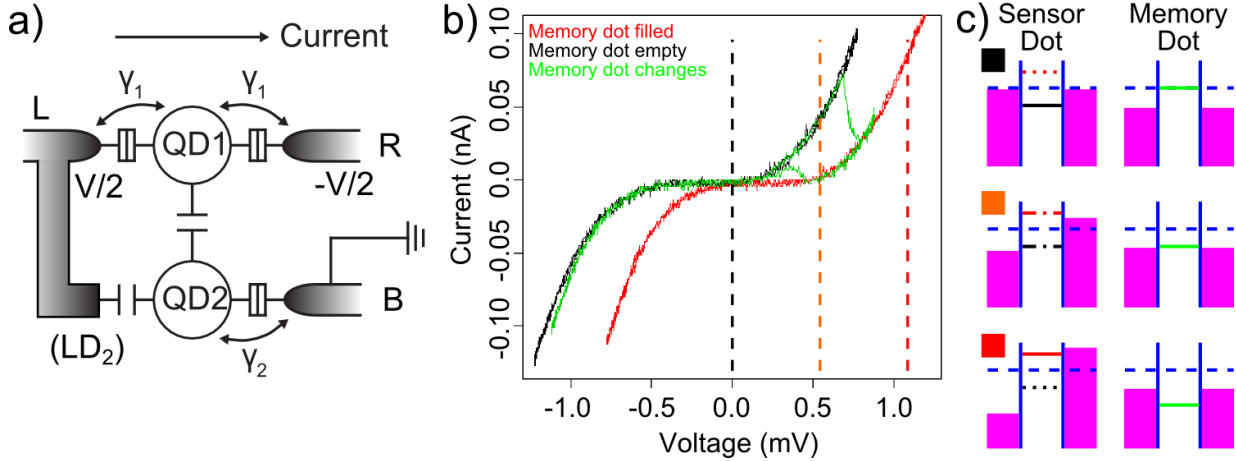 a)
Current
γ1
γ1
L
QD1
R
V/2
-V/2
QD2
B
(LD2)
γ2
b)
Memory dot filled
Memory dot empty
Memory dot changes
0.10
0.05
0.0
-0.05
-0.10
Current (nA)
-1.0 -0.5 0.0 0.5 1.0
Voltage (mV)
c)
Sensor Dot
Memory Dot